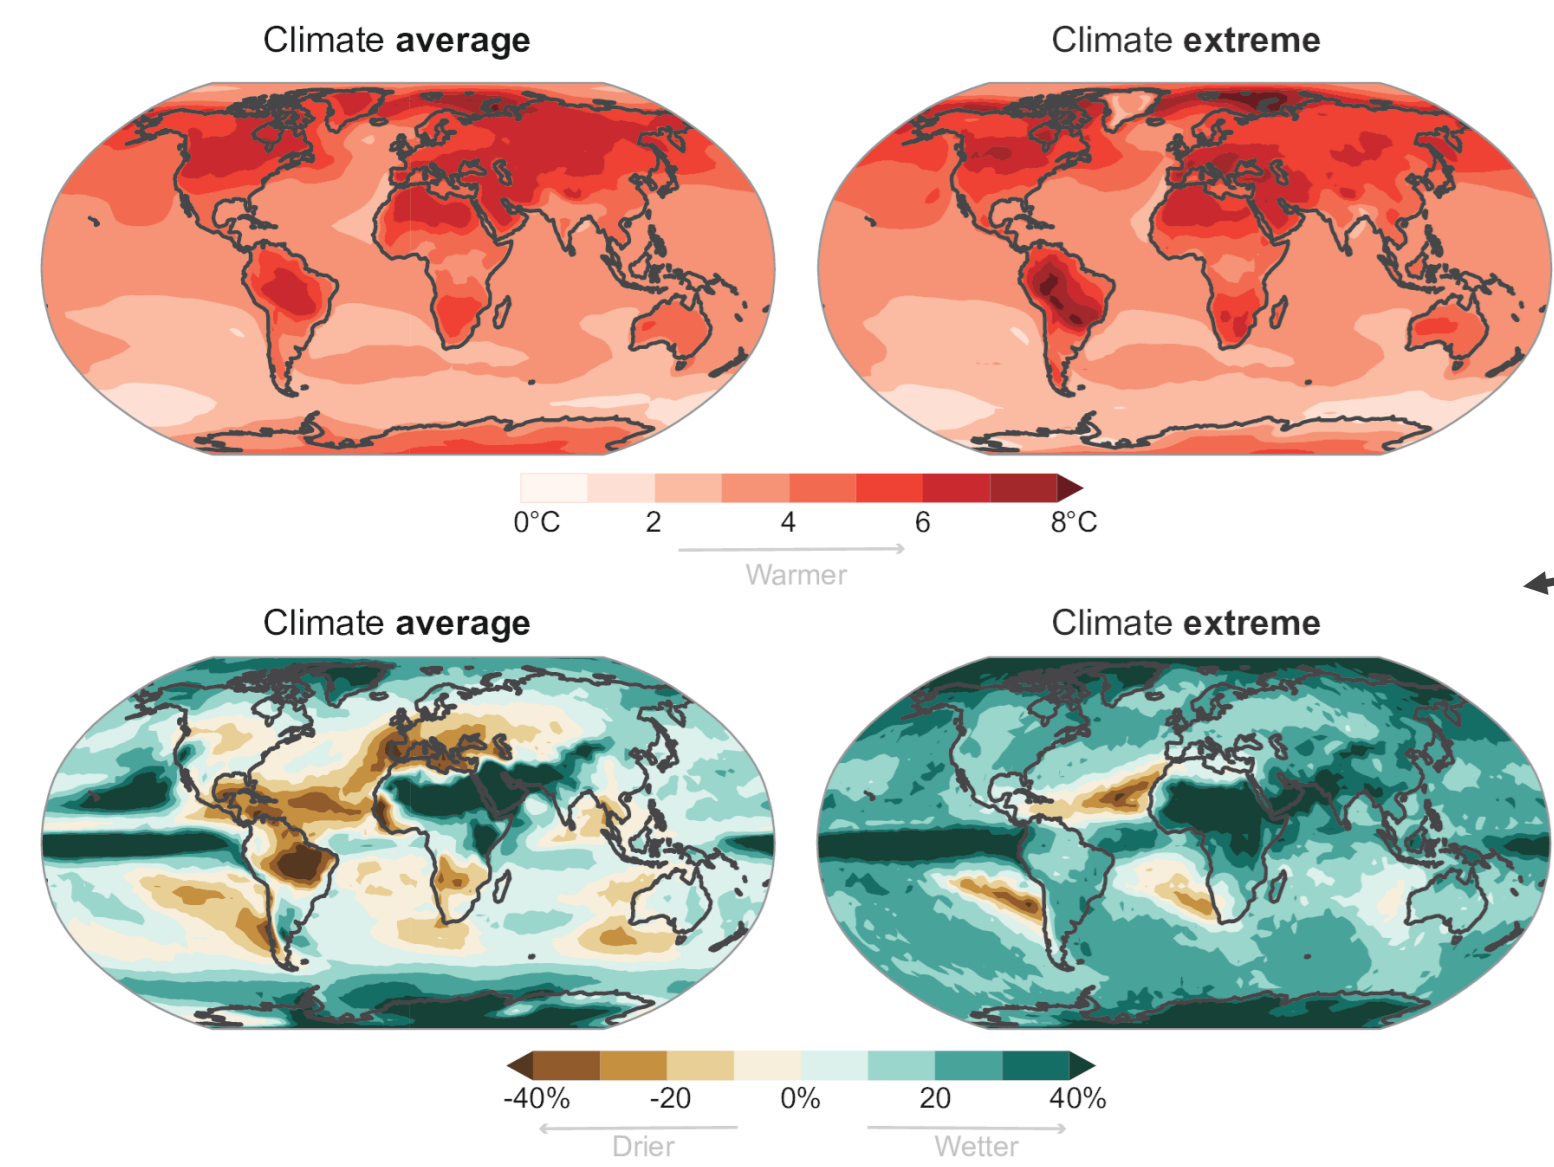 Climate average
Climate extreme
0°C 2 4 6 8°C
Warmer
Climate average
Climate extreme
-40% -20 0% 20 40%
Drier
Wetter